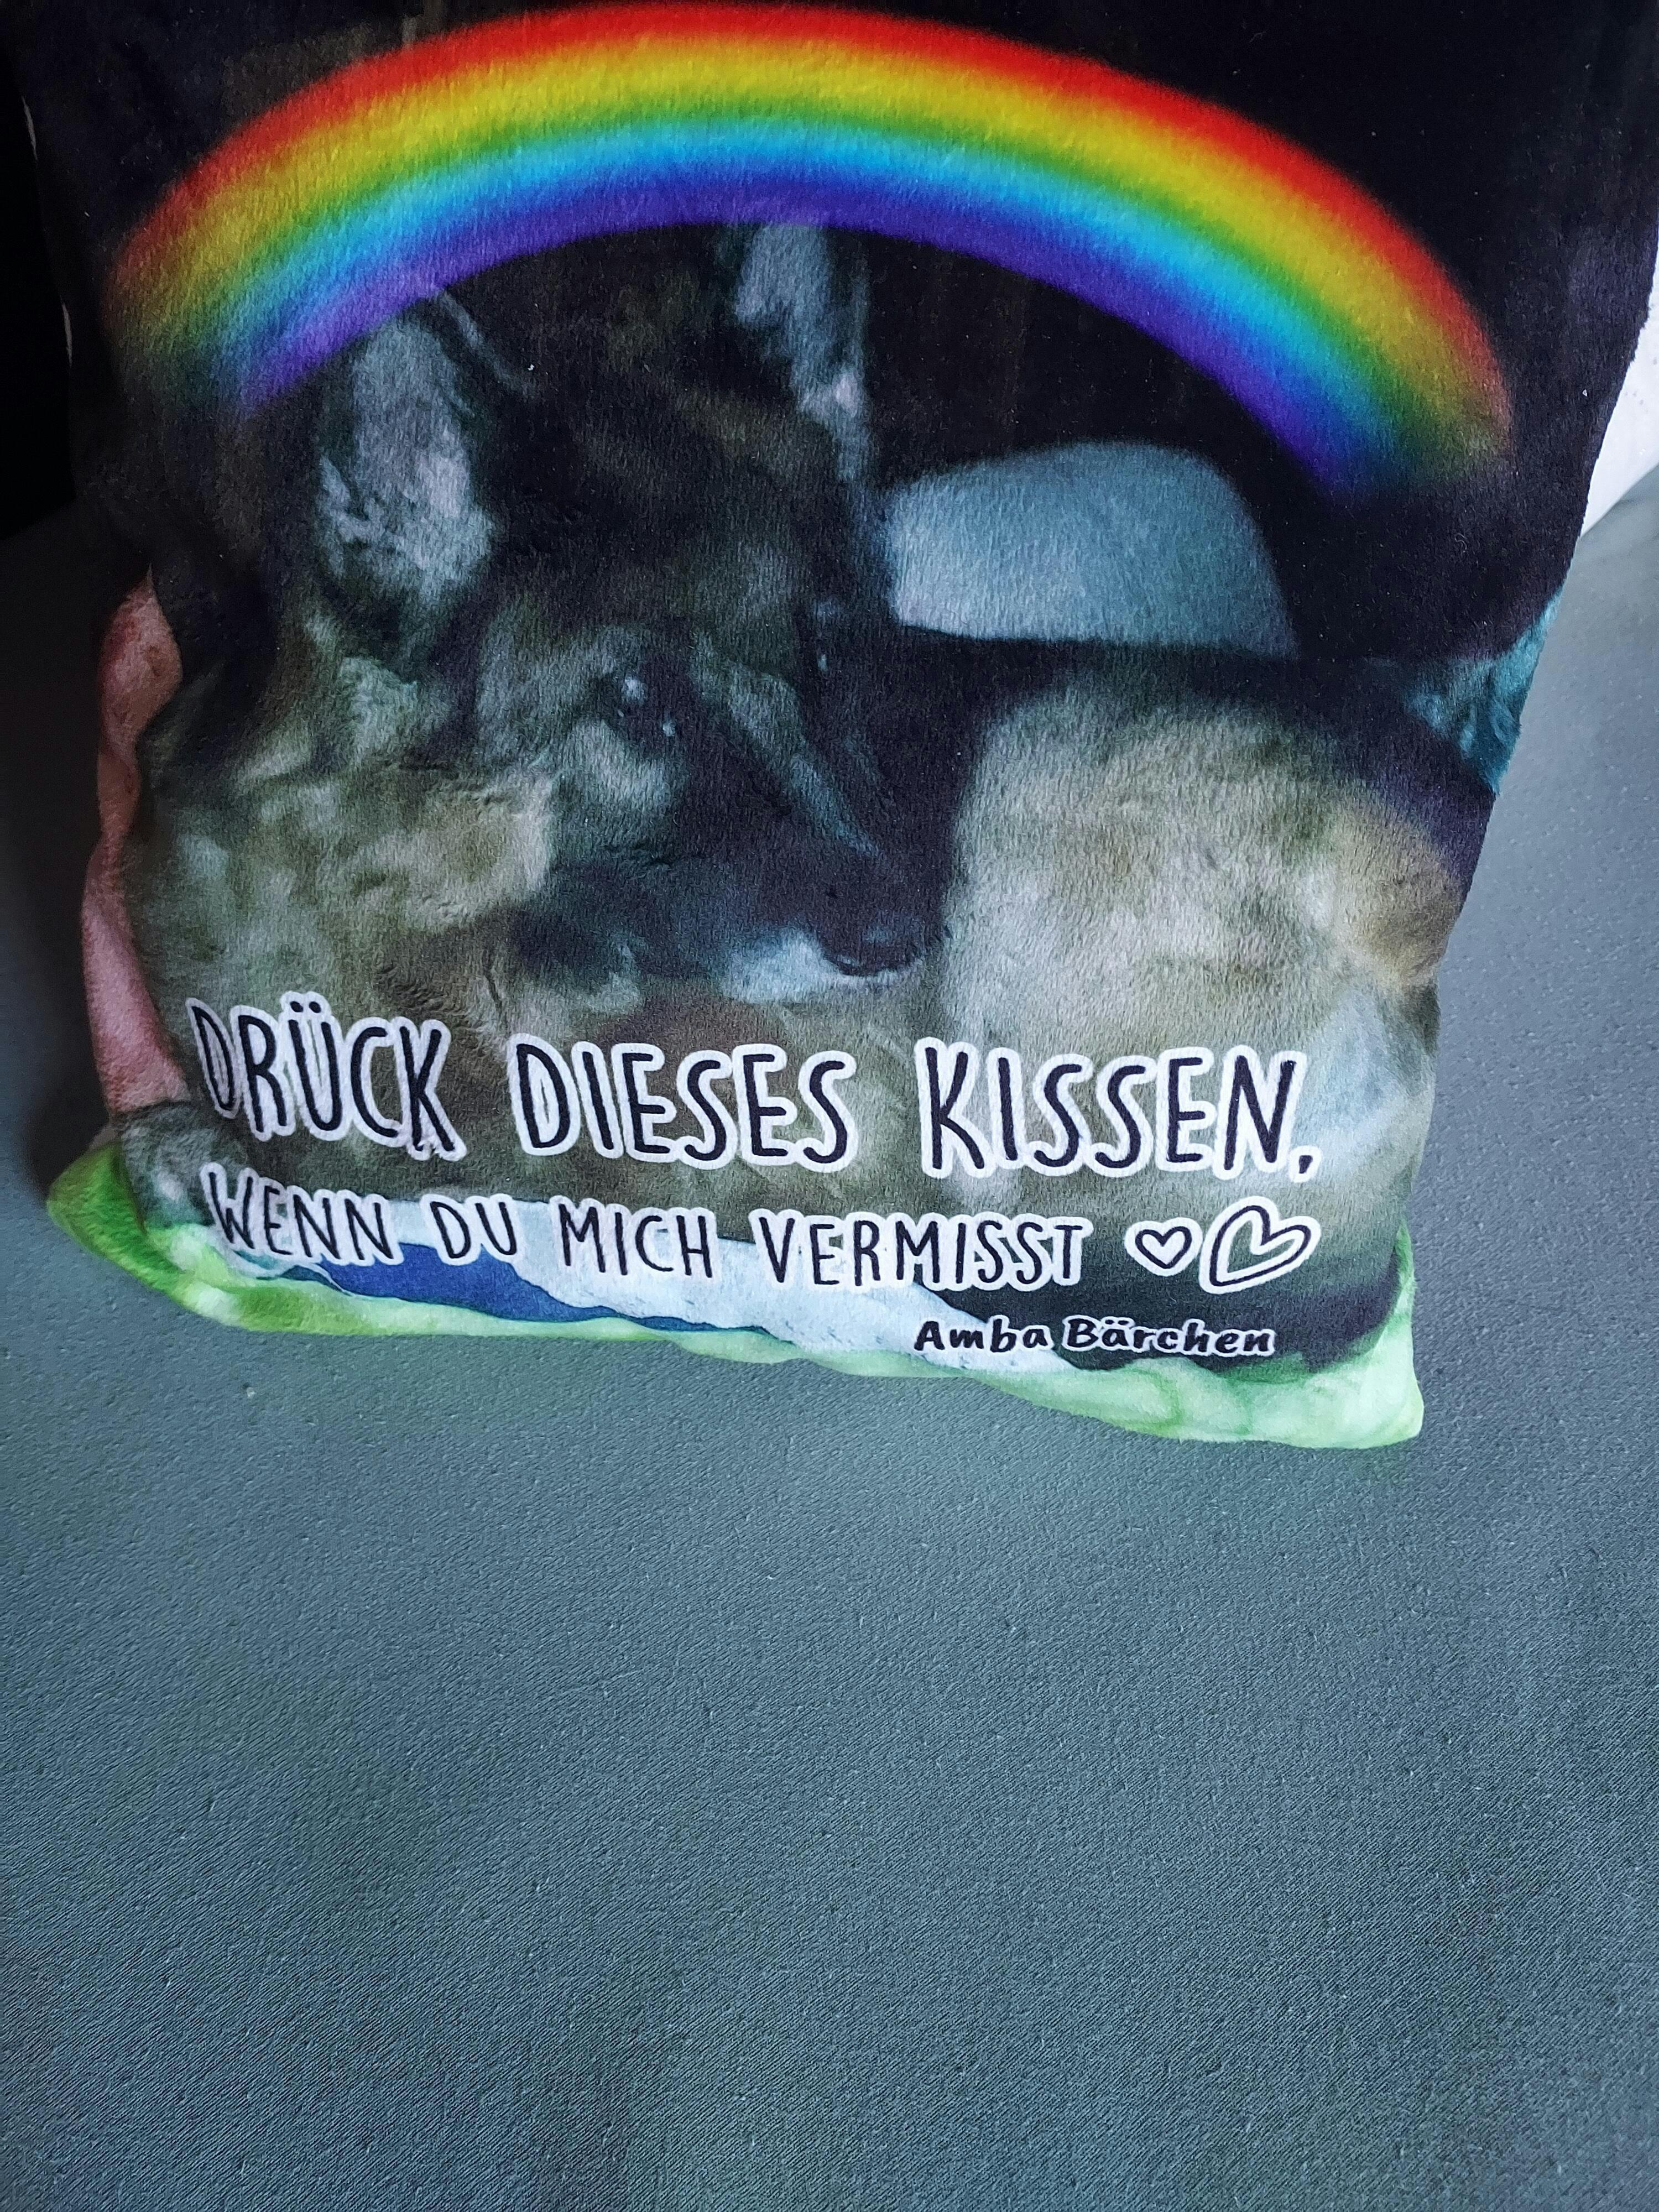 DRÜCK DIESES KISSEN,
WENN DU MICH VERMISST
Amba Bärchen